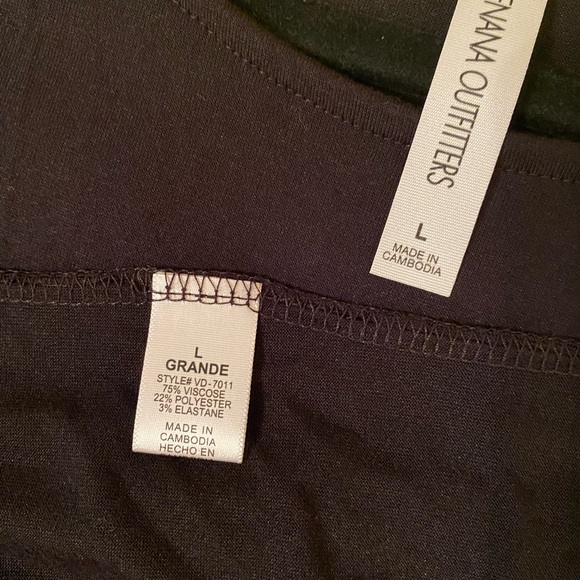 ENANA OUTFITTERS
L
MADE IN
CAMBODIA
L
GRANDE
STYLE# VD-7011
75% VISCOSE
22% POLYESTER
3% ELASTANE
MADE IN
CAMBODIA
HECHO EN